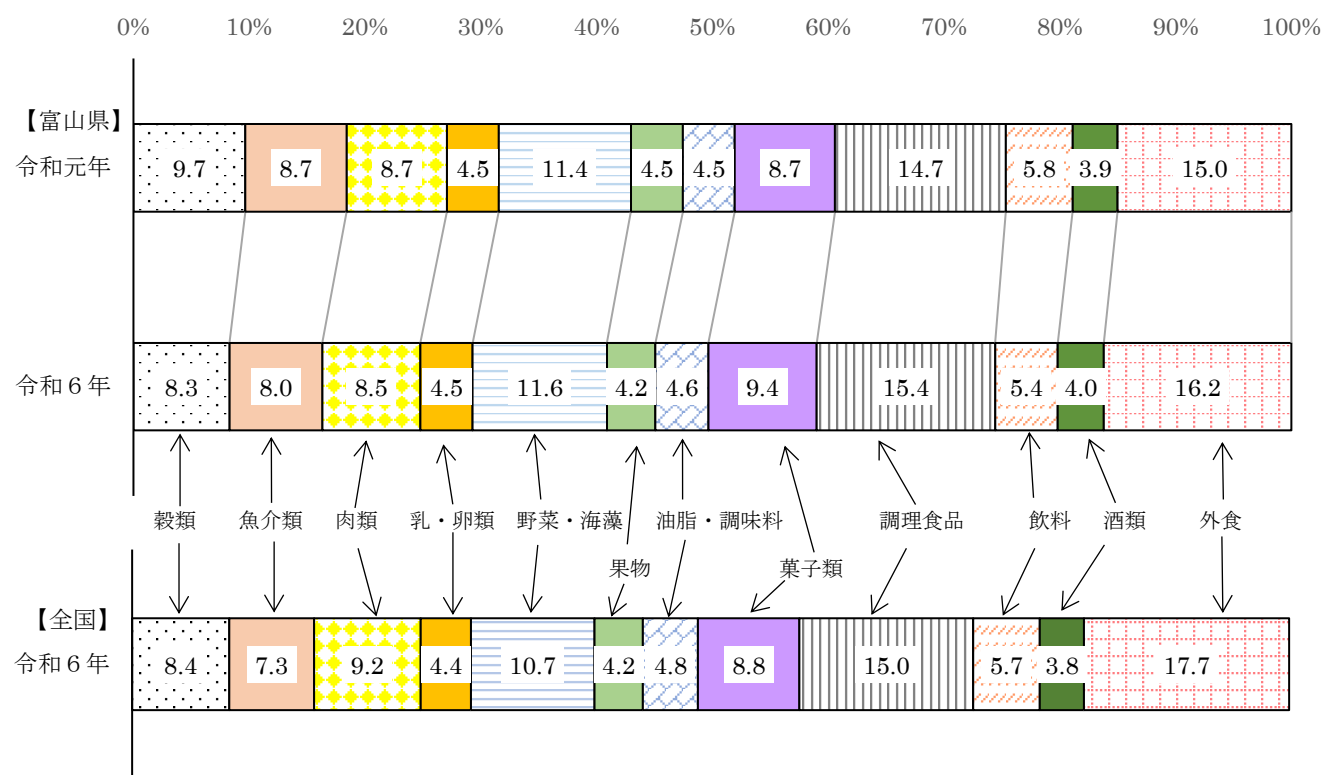 0% 10% 20% 30% 40% 50% 60% 70% 80% 90% 100%
【富山県】
令和元年 9.7 8.7 8.7 4.5 11.4 4.5 4.5 8.7 14.7 5.8 3.9 15.0
令和６年 8.3 8.0 8.5 4.5 11.6 4.2 4.6 9.4 15.4 5.4 4.0 16.2
穀類 魚介類 肉類 乳・卵類 野菜・海藻 油脂・調味料 調理食品 飲料 酒類 外食
果物 菓子類
【全国】
令和６年 8.4 7.3 9.2 4.4 10.7 4.2 4.8 8.8 15.0 5.7 3.8 17.7